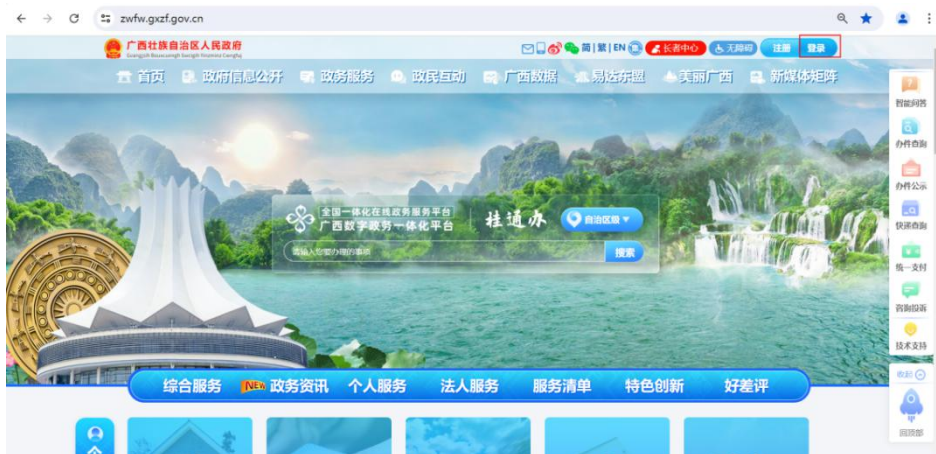 zwfw.gxzf.gov.cn
广西壮族自治区人民政府
简 | 繁 | EN 长者中心 无障碍 注册 登录
首页 政府信息公开 政务服务 政民互动 广西数据 易达东盟 美丽广西 新媒体矩阵
全国一体化在线政务服务平台
广西数字政务一体化平台
桂通办 自治区级
请输入您要办理的事项 搜索
综合服务 NEW 政务资讯 个人服务 法人服务 服务清单 特色创新 好差评
智能问答
办件查询
办件公示
快递查询
统一支付
咨询投诉
技术支持
收起
回顶部
个